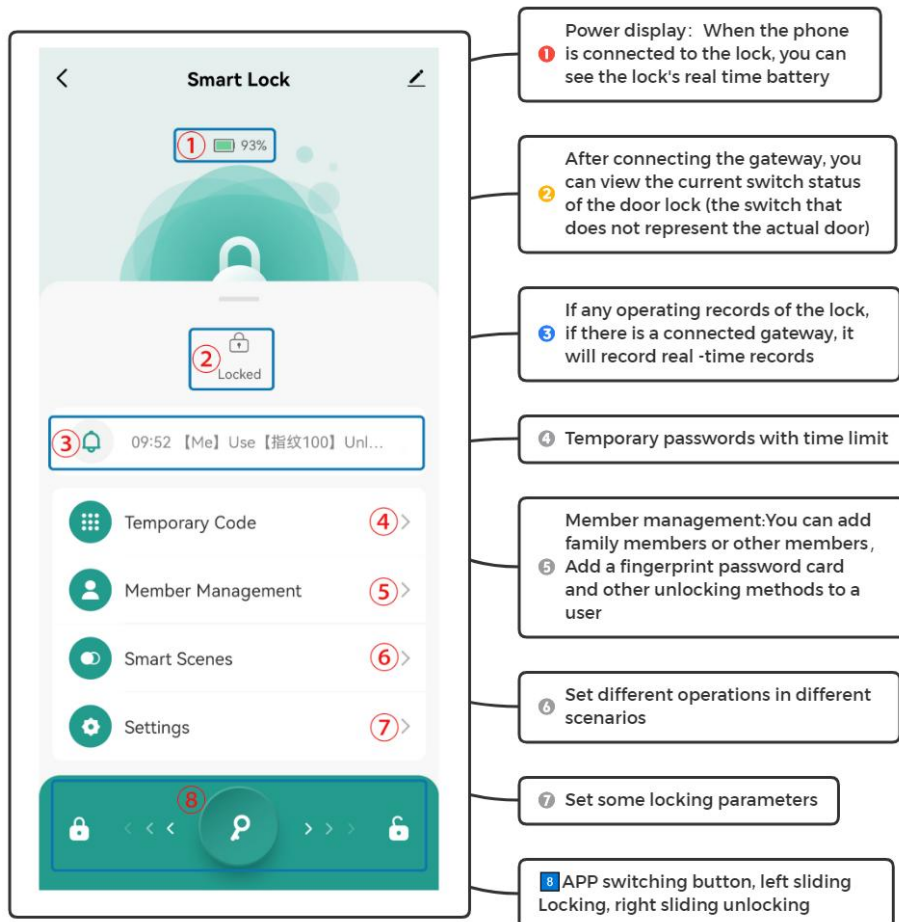 Smart Lock
① 93%
② Locked
③ 09:52 【Me】Use【指纹100】Unl...
Temporary Code ④
Member Management ⑤
Smart Scenes ⑥
Settings ⑦
⑧
❶ Power display: When the phone
is connected to the lock, you can
see the lock's real time battery
❷ After connecting the gateway, you
can view the current switch status
of the door lock (the switch that
does not represent the actual door)
❸ If any operating records of the lock,
if there is a connected gateway, it
will record real -time records
❹ Temporary passwords with time limit
❺ Member management:You can add
family members or other members,
Add a fingerprint password card
and other unlocking methods to a
user
❻ Set different operations in different
scenarios
❼ Set some locking parameters
8 APP switching button, left sliding
Locking, right sliding unlocking